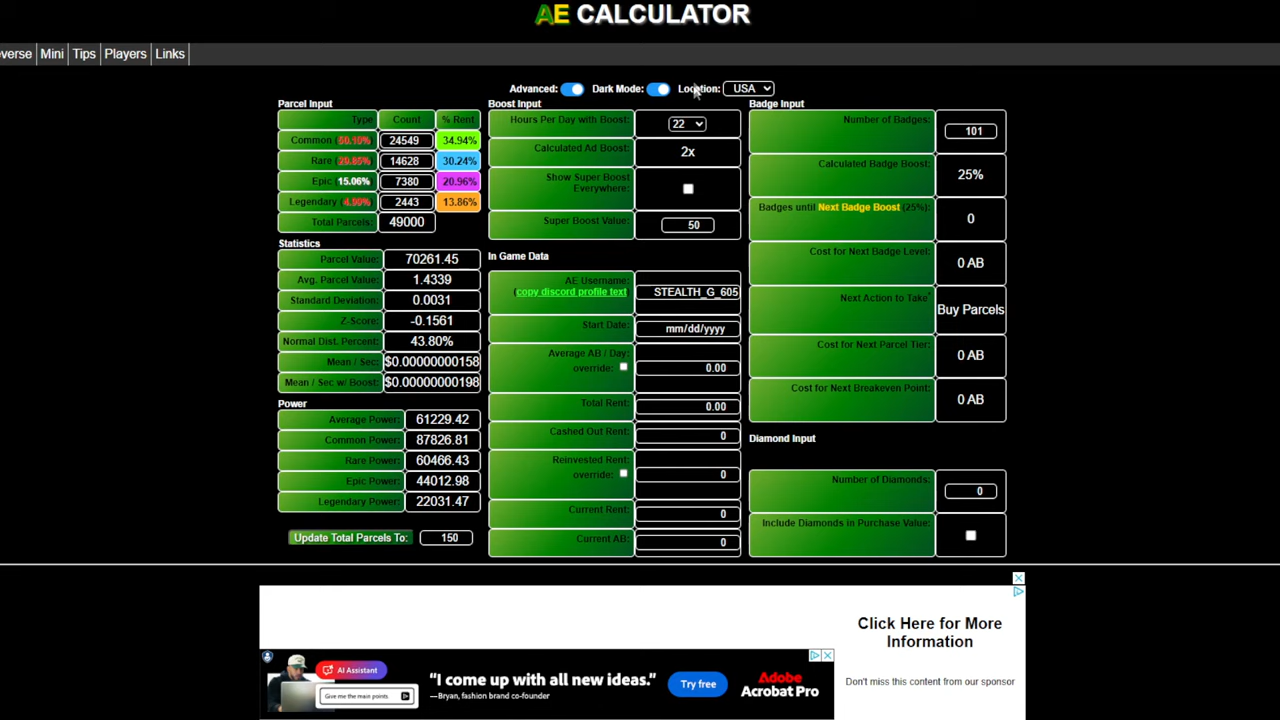 AE CALCULATOR
verse Mini Tips Players Links
Advanced: Dark Mode: Location: USA
Parcel Input
Type Count % Rent
Common (50.10%) 24549 34.94%
Rare (29.85%) 14628 30.24%
Epic (15.06%) 7380 20.96%
Legendary (4.99%) 2443 13.86%
Total Parcels: 49000
Statistics
Parcel Value: 70261.45
Avg. Parcel Value: 1.4339
Standard Deviation: 0.0031
Z-Score: -0.1561
Normal Dist. Percent: 43.80%
Mean / Sec: $0.00000000158
Mean / Sec w/ Boost: $0.00000000198
Power
Average Power: 61229.42
Common Power: 87826.81
Rare Power: 60466.43
Epic Power: 44012.98
Legendary Power: 22031.47
Update Total Parcels To: 150
Boost Input
Hours Per Day with Boost: 22
Calculated Ad Boost: 2x
Show Super Boost
Everywhere:
Super Boost Value: 50
In Game Data
AE Username:
(copy discord profile text STEALTH_G_605
Start Date: mm/dd/yyyy
Average AB / Day:
override: 0.00
Total Rent: 0.00
Cashed Out Rent: 0
Reinvested Rent:
override: 0
Current Rent: 0
Current AB: 0
Badge Input
Number of Badges: 101
Calculated Badge Boost: 25%
Badges until Next Badge Boost (25%): 0
Cost for Next Badge Level: 0 AB
Next Action to Take* Buy Parcels
Cost for Next Parcel Tier: 0 AB
Cost for Next Breakeven Point: 0 AB
Diamond Input
Number of Diamonds: 0
Include Diamonds in Purchase Value:
Click Here for More
Information
Don't miss this content from our sponsor
AI Assistant
Give me the main points.
“I come up with all new ideas.”
—Bryan, fashion brand co-founder
Try free
Adobe
Acrobat Pro